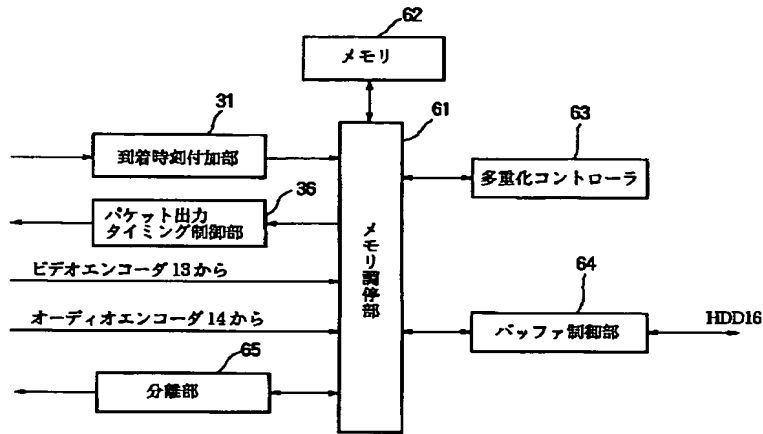 62
メモリ
31
到着時刻付加部
61
63
多重化コントローラ
36
パケット出力
タイミング制御部
メモリ調停部
ビデオエンコーダ13から
64
オーディオエンコーダ14から
バッファ制御部
HDD16
65
分離部